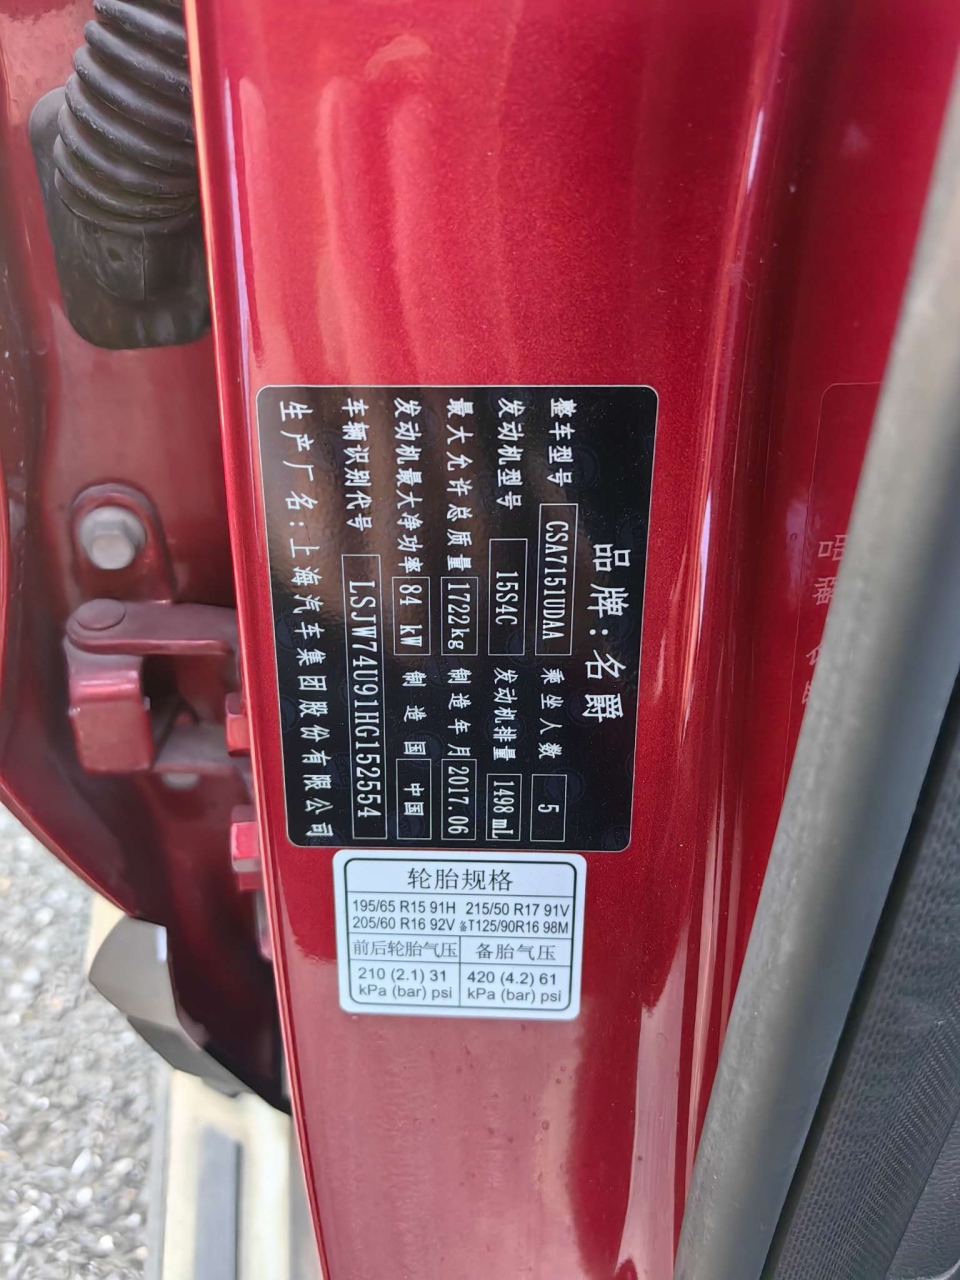 品牌:名爵
整车型号 CSA7151UDAA 乘坐人数 5
发动机型号 15S4C 发动机排量 1498mL
最大允许总质量 1722kg 制造年月 2017.06
发动机最大净功率 84 kW 制造国 中国
车辆识别代号 LSJW74U91HG152554
生产厂名:上海汽车集团股份有限公司
轮胎规格
195/65 R15 91H 215/50 R17 91V
205/60 R16 92V 备T125/90R16 98M
前后轮胎气压 备胎气压
210 (2.1) 31 420 (4.2) 61
kPa (bar) psi kPa (bar) psi